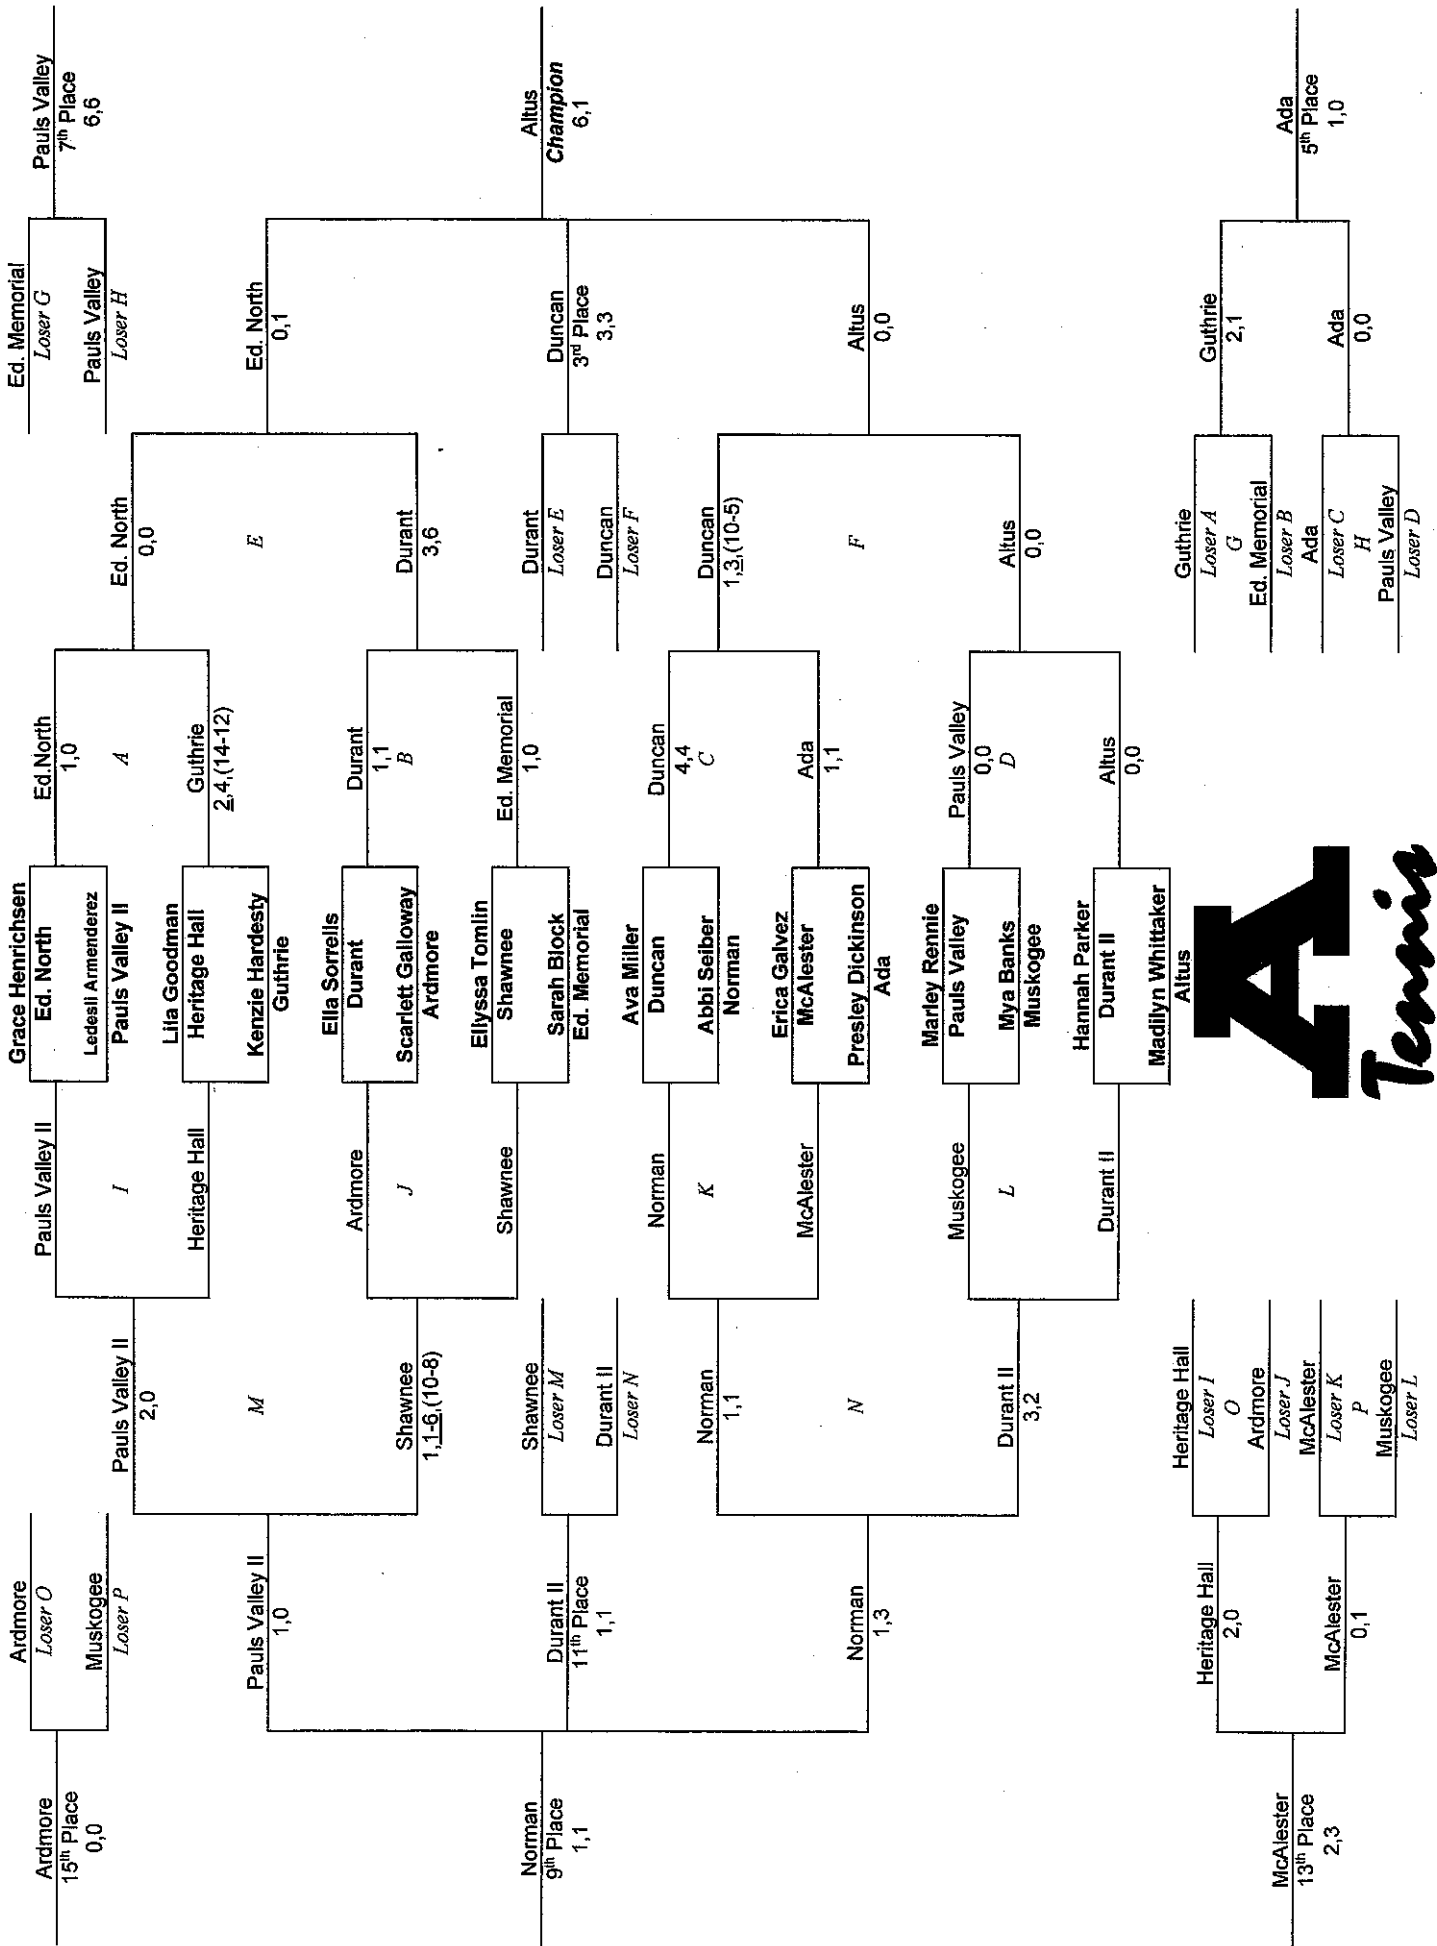 Ardmore
15th Place
0,0
Norman
9th Place
1,1
McAlester
13th Place
2,3
Ardmore
Loser O
Muskogee
Loser P
Pauls Valley II
1,0
Durant II
11th Place
1,1
Norman
1,3
Heritage Hall
2,0
McAlester
0,1
Pauls Valley II
2,0
M
Shawnee
1,1-6,(10-8)
Shawnee
Loser M
Durant II
Loser N
Norman
1,1
N
Durant II
3,2
Heritage Hall
Loser I
O
Ardmore
Loser J
McAlester
Loser K
P
Muskogee
Loser L
Pauls Valley II
I
Heritage Hall
Ardmore
J
Shawnee
Norman
K
McAlester
Muskogee
L
Durant II
Grace Henrichsen
Ed. North
Ledesli Armenderez
Pauls Valley II
Lila Goodman
Heritage Hall
Kenzie Hardesty
Guthrie
Ella Sorrells
Durant
Scarlett Galloway
Ardmore
Ellyssa Tomlin
Shawnee
Sarah Block
Ed. Memorial
Ava Miller
Duncan
Abbi Seiber
Norman
Erica Galvez
McAlester
Presley Dickinson
Ada
Marley Rennie
Pauls Valley
Mya Banks
Muskogee
Hannah Parker
Durant II
Madilyn Whittaker
Altus
A
Tennis
Ed.North
1,0
A
Guthrie
2,4,(14-12)
Durant
1,1
B
Ed. Memorial
1,0
Duncan
4,4
C
Ada
1,1
Pauls Valley
0,0
D
Altus
0,0
Ed. North
0,0
E
Durant
3,6
Durant
Loser E
Duncan
Loser F
Duncan
1,3,(10-5)
F
Altus
0,0
Guthrie
Loser A
G
Ed. Memorial
Loser B
Ada
Loser C
H
Pauls Valley
Loser D
Ed. Memorial
Loser G
Pauls Valley
Loser H
Ed. North
0,1
Duncan
3rd Place
3,3
Altus
0,0
Guthrie
2,1
Ada
0,0
Pauls Valley
7th Place
6,6
Altus
Champion
6,1
Ada
5th Place
1,0